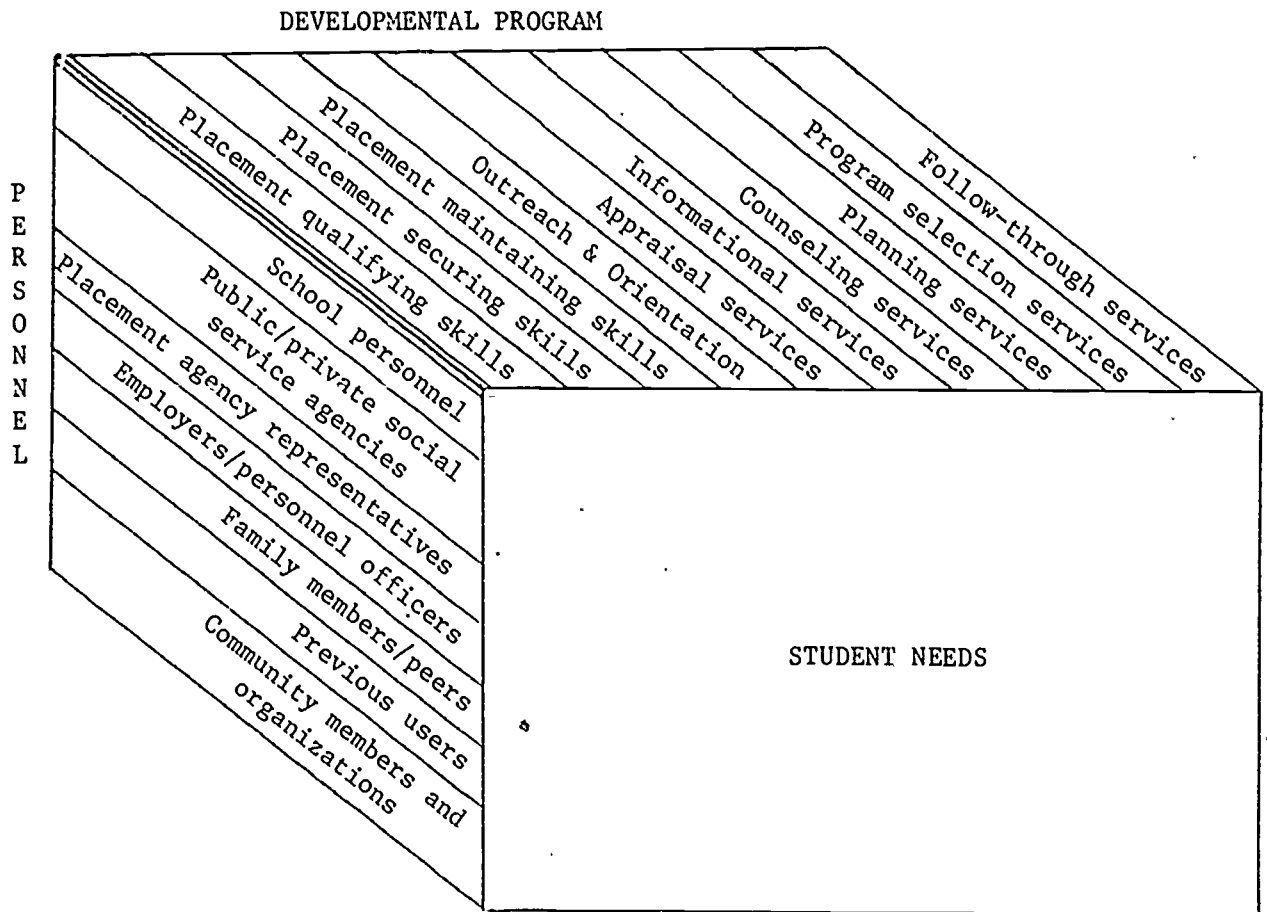 DEVELOPMENTAL PROGRAM
Placement qualifying skills
Placement securing skills
Placement maintaining skills
Outreach & Orientation
Appraisal services
Informational services
Counseling services
Planning services
Program selection services
Follow-through services
PERSONNEL
School personnel
Public/private social
service agencies
Placement agency representatives
Employers/personnel officers
Family members/peers
Previous users
Community members and
organizations
STUDENT NEEDS